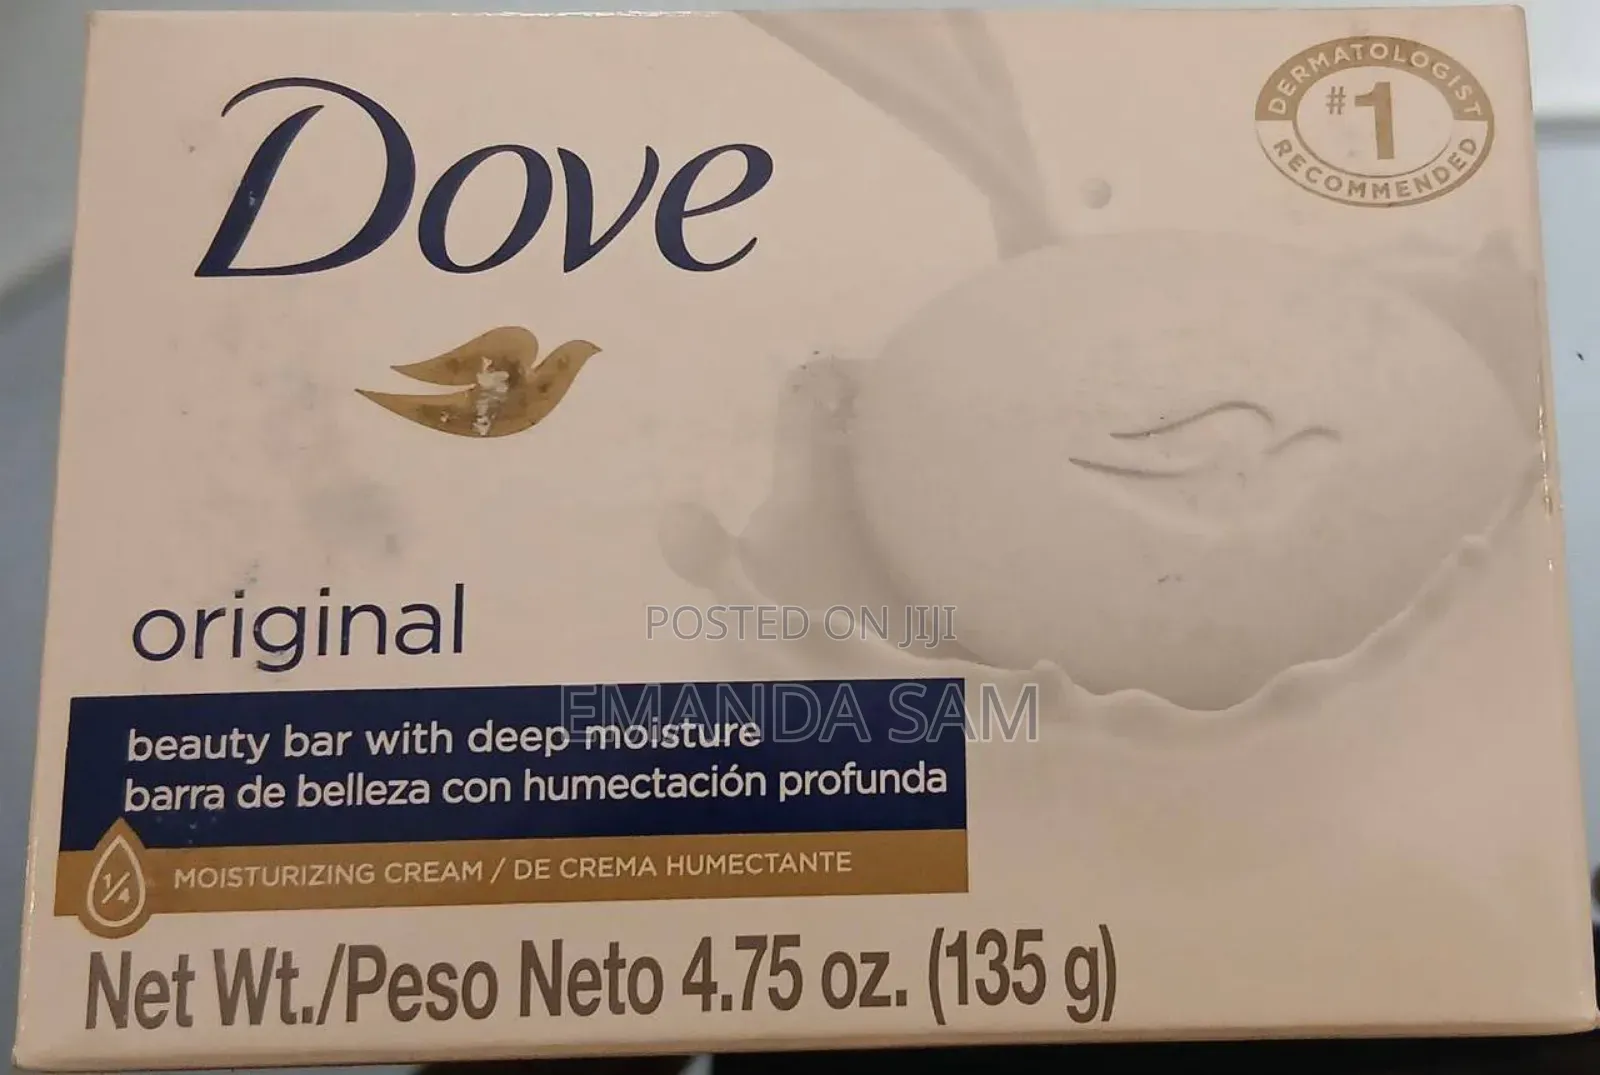 Dove
DERMATOLOGIST
#1
RECOMMENDED
original
POSTED ON JIJI
EMANDA SAM
beauty bar with deep moisture
barra de belleza con humectación profunda
1/4 MOISTURIZING CREAM / DE CREMA HUMECTANTE
Net Wt./Peso Neto 4.75 oz. (135 g)